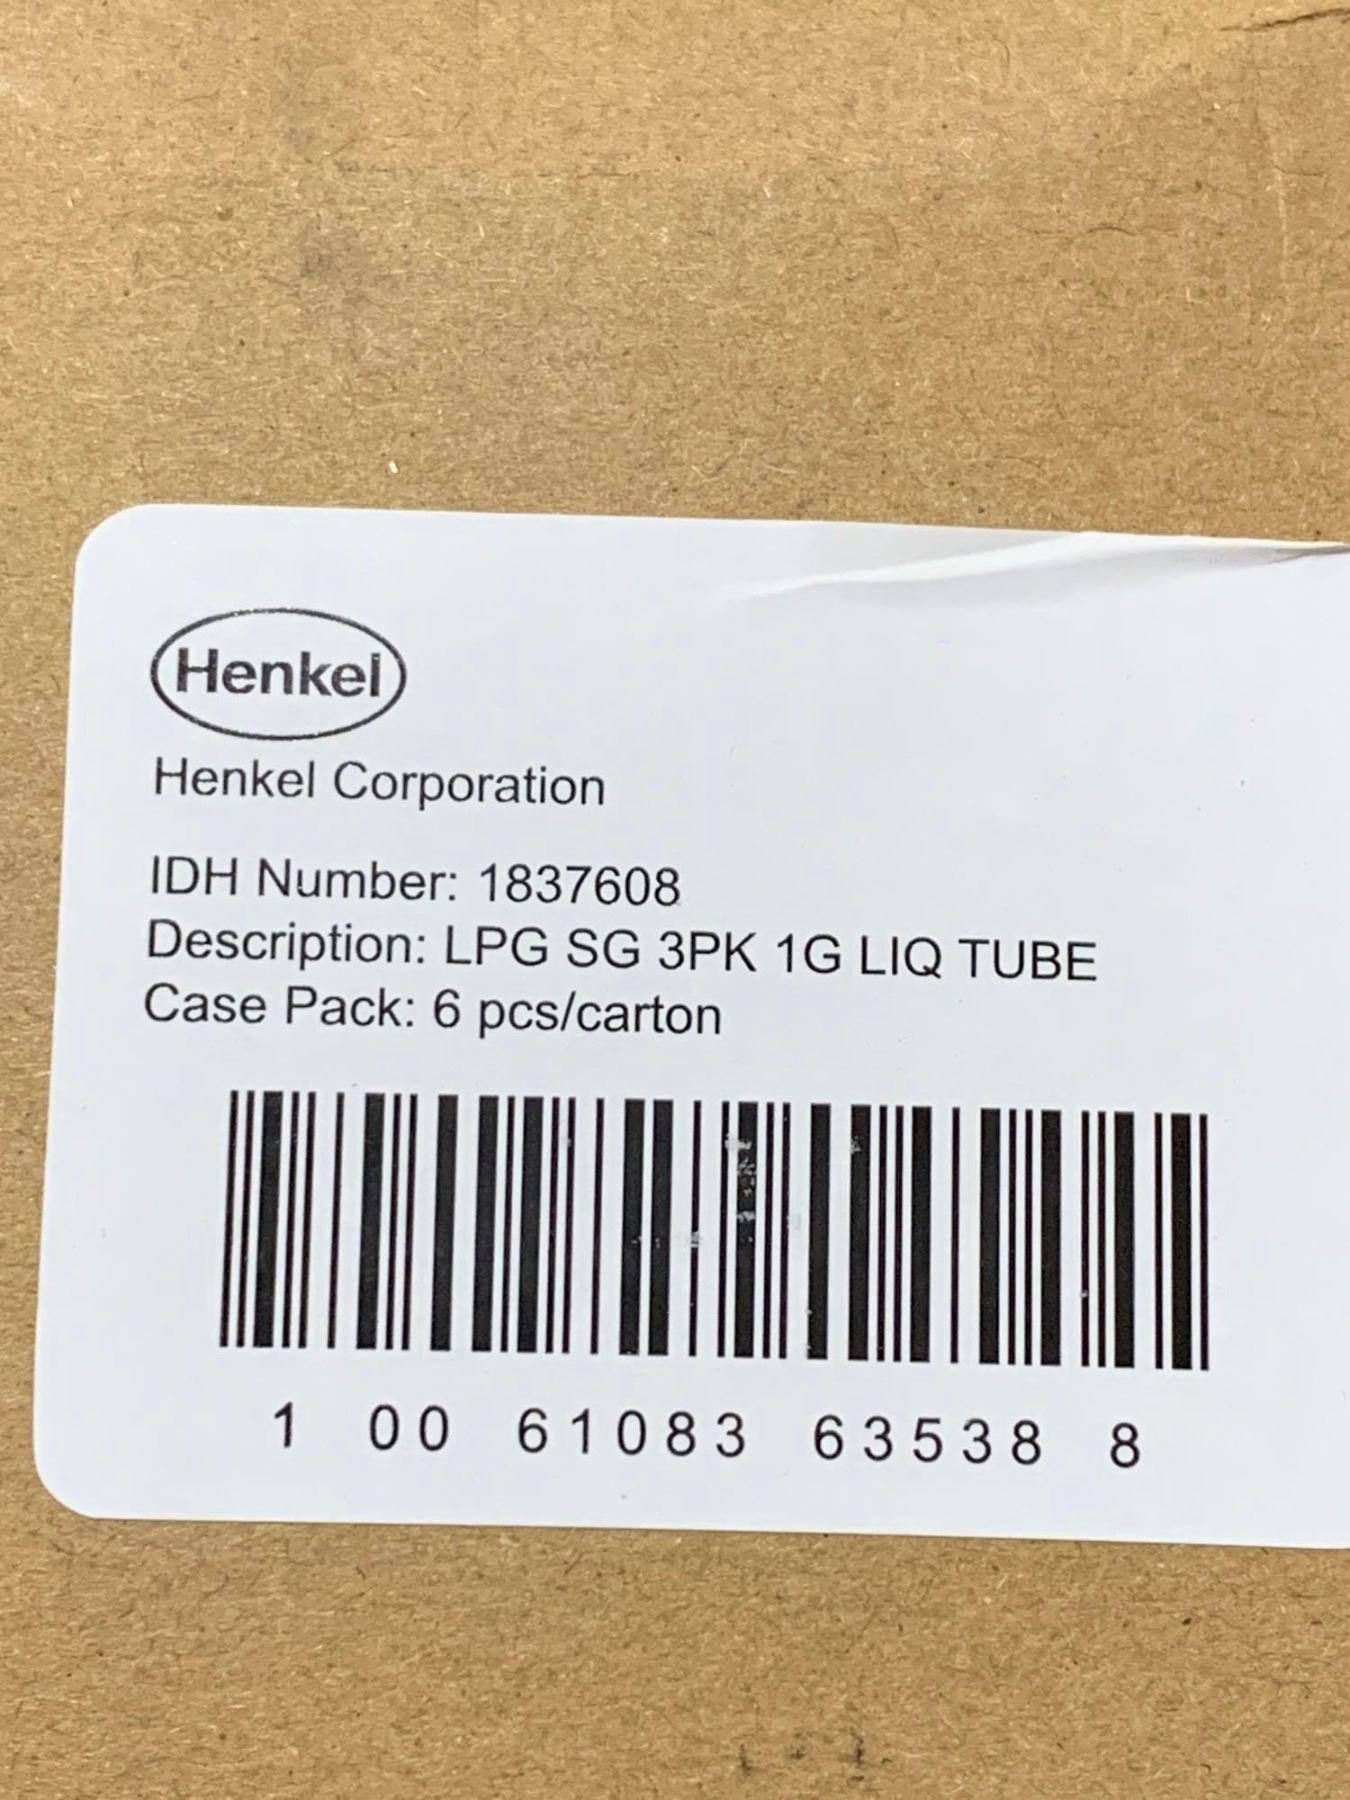 Henkel
Henkel Corporation
IDH Number: 1837608
Description: LPG SG 3PK 1G LIQ TUBE
Case Pack: 6 pcs/carton
1 00 61083 63538 8